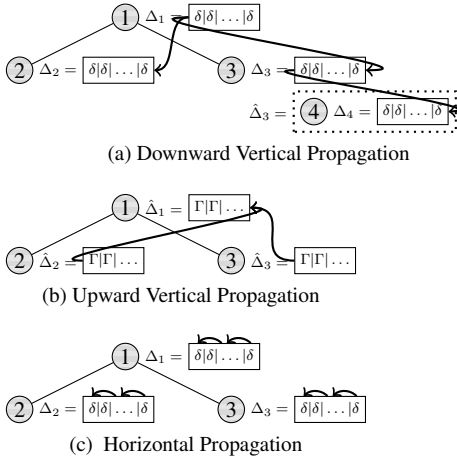 1 Δ₁ = δ|δ| … |δ
2 Δ₂ = δ|δ| … |δ 3 Δ₃ = δ|δ| … |δ
Δ̂₃ = 4 Δ₄ = δ|δ| … |δ
(a) Downward Vertical Propagation
1 Δ̂₁ = Γ|Γ| …
2 Δ̂₂ = Γ|Γ| … 3 Δ̂₃ = Γ|Γ| …
(b) Upward Vertical Propagation
1 Δ₁ = δ|δ| … |δ
2 Δ₂ = δ|δ| … |δ 3 Δ₃ = δ|δ| … |δ
(c) Horizontal Propagation